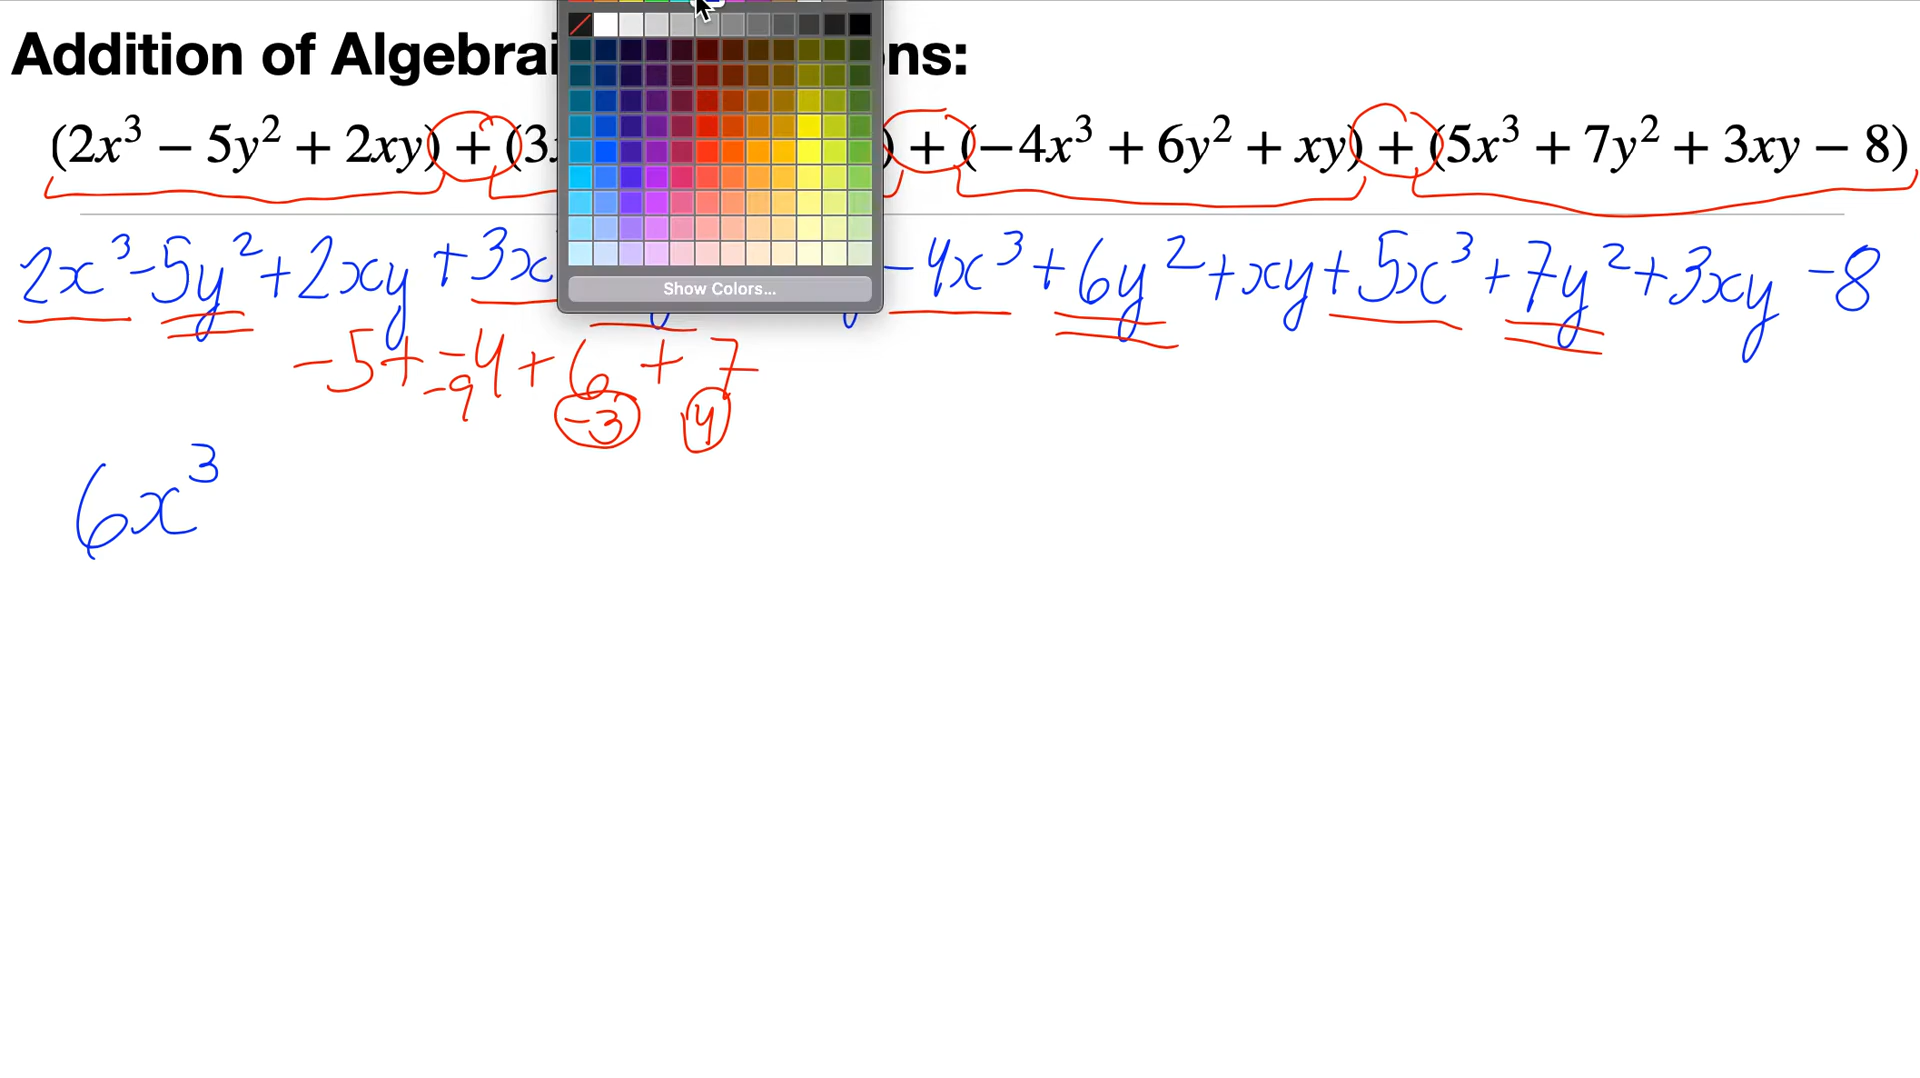 Addition of Algebrai ns:
(2x³ − 5y² + 2xy) + (3 ) + (−4x³ + 6y² + xy) + (5x³ + 7y² + 3xy − 8)
2x³ -5y² +2xy +3x -4x³ +6y² +xy +5x³ +7y² +3xy -8
Show Colors...
-5 + -4 + 6 + 7
-9 -3 4
6x³